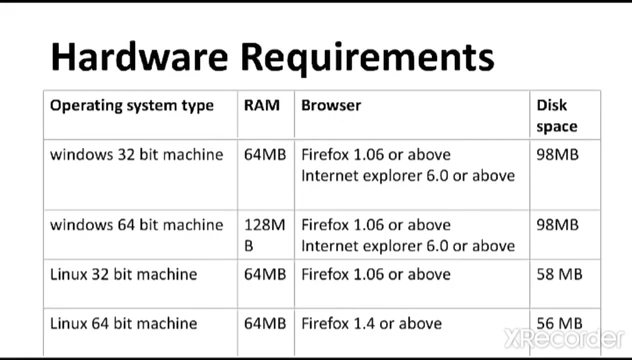 Hardware Requirements
Operating system type RAM Browser Disk
space
windows 32 bit machine 64MB Firefox 1.06 or above 98MB
Internet explorer 6.0 or above
windows 64 bit machine 128M Firefox 1.06 or above 98MB
B Internet explorer 6.0 or above
Linux 32 bit machine 64MB Firefox 1.06 or above 58 MB
Linux 64 bit machine 64MB Firefox 1.4 or above 56 MB
XRecorder